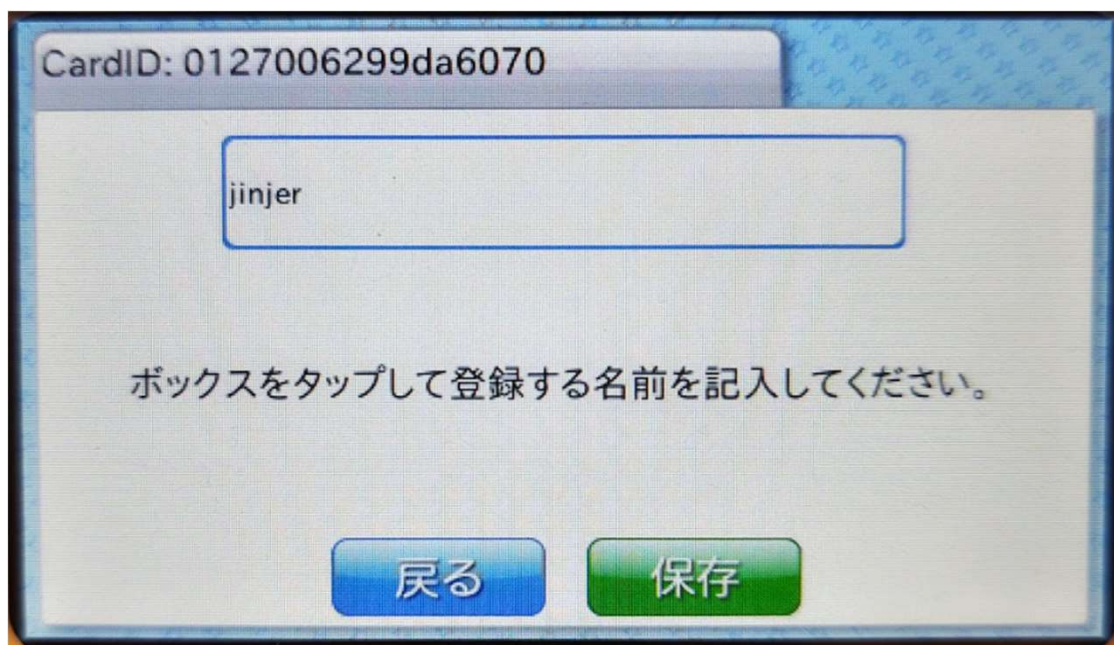 CardID: 0127006299da6070
jinjer
ボックスをタップして登録する名前を記入してください。
戻る
保存